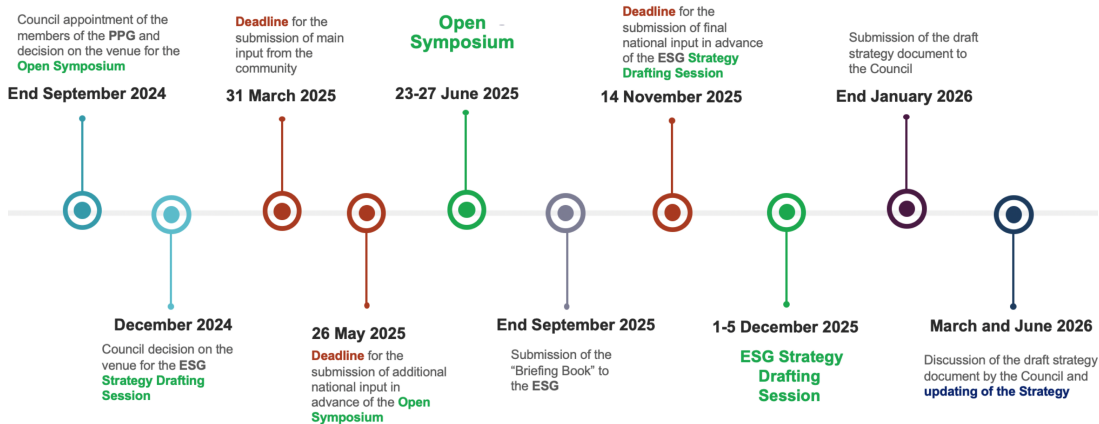 Council appointment of the
members of the PPG and
decision on the venue for the
Open Symposium
End September 2024
December 2024
Council decision on the
venue for the ESG
Strategy Drafting
Session
Deadline for the
submission of main
input from the
community
31 March 2025
26 May 2025
Deadline for the
submission of additional
national input in
advance of the Open
Symposium
Open
Symposium
23-27 June 2025
End September 2025
Submission of the
“Briefing Book” to
the ESG
Deadline for the
submission of final
national input in advance
of the ESG Strategy
Drafting Session
14 November 2025
1-5 December 2025
ESG Strategy
Drafting
Session
Submission of the draft
strategy document to
the Council
End January 2026
March and June 2026
Discussion of the draft strategy
document by the Council and
updating of the Strategy